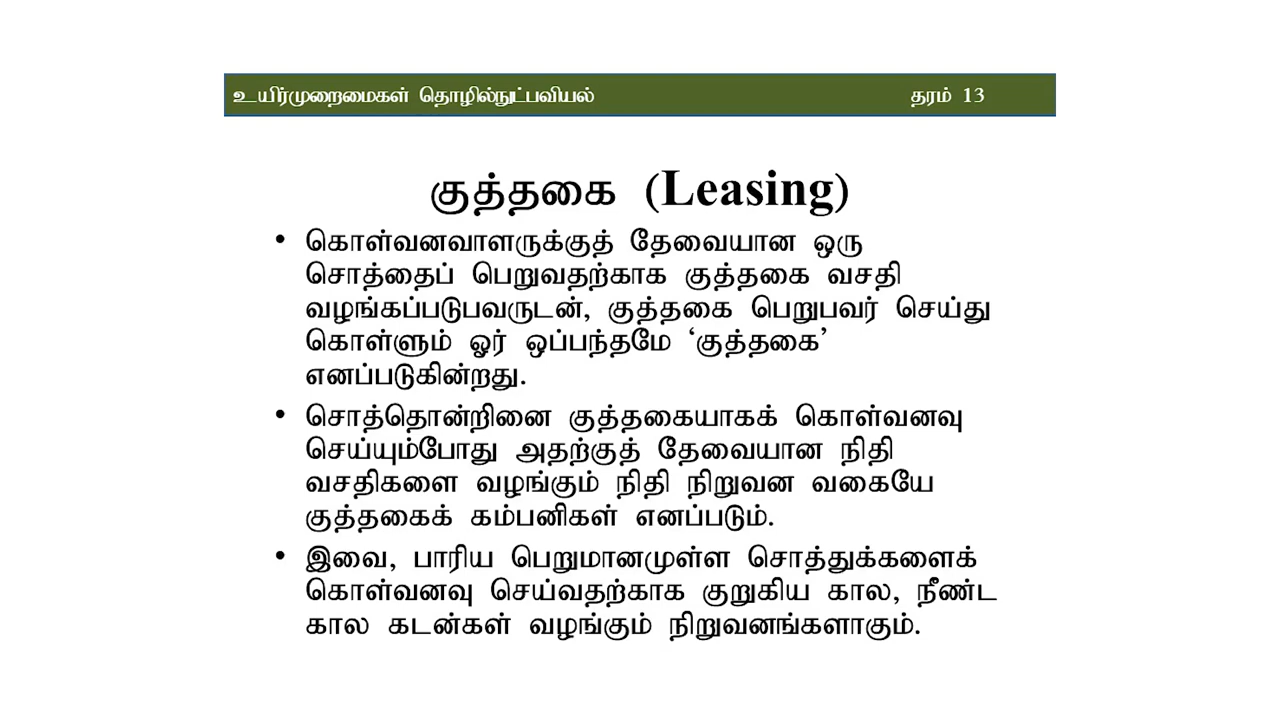 உயிர்முறைமைகள் தொழில்நுட்பவியல் தரம் 13
குத்தகை (Leasing)
• கொள்வனவாளருக்குத் தேவையான ஒரு
சொத்தைப் பெறுவதற்காக குத்தகை வசதி
வழங்கப்படுபவருடன், குத்தகை பெறுபவர் செய்து
கொள்ளும் ஓர் ஒப்பந்தமே ‘குத்தகை’
எனப்படுகின்றது.
• சொத்தொன்றினை குத்தகையாகக் கொள்வனவு
செய்யும்போது அதற்குத் தேவையான நிதி
வசதிகளை வழங்கும் நிதி நிறுவன வகையே
குத்தகைக் கம்பனிகள் எனப்படும்.
• இவை, பாரிய பெறுமானமுள்ள சொத்துக்களைக்
கொள்வனவு செய்வதற்காக குறுகிய கால, நீண்ட
கால கடன்கள் வழங்கும் நிறுவனங்களாகும்.